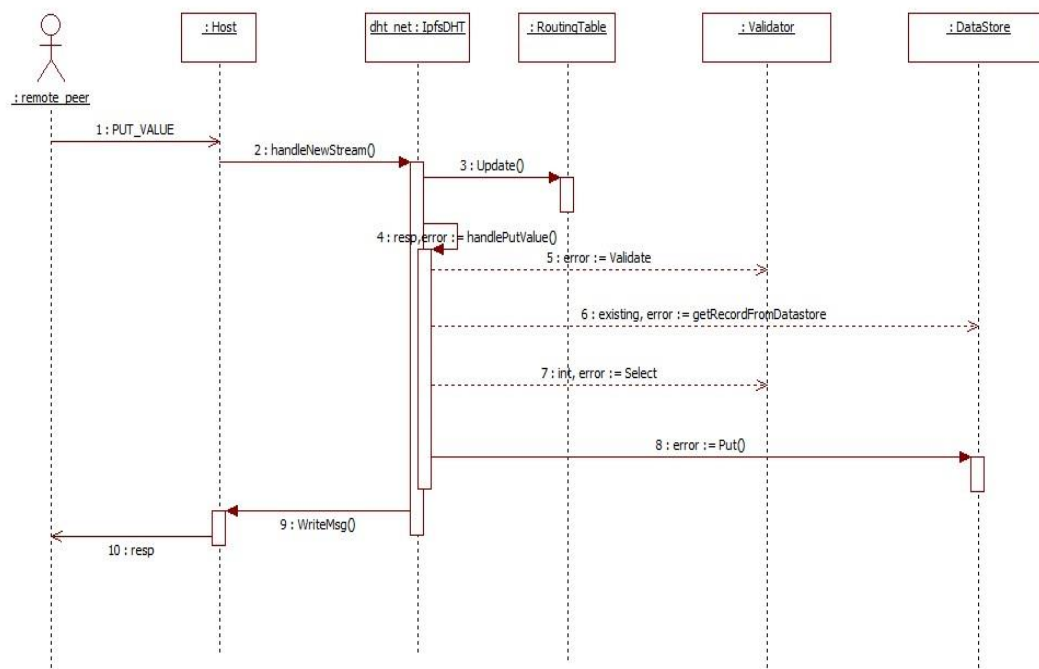 : Host
dht_net : IpfsDHT
: RoutingTable
: Validator
: DataStore
: remote_peer
1 : PUT_VALUE
2 : handleNewStream()
3 : Update()
4 : resp,error := handlePutValue()
5 : error := Validate
6 : existing, error := getRecordFromDatastore
7 : int, error := Select
8 : error := Put()
9 : WriteMsg()
10 : resp